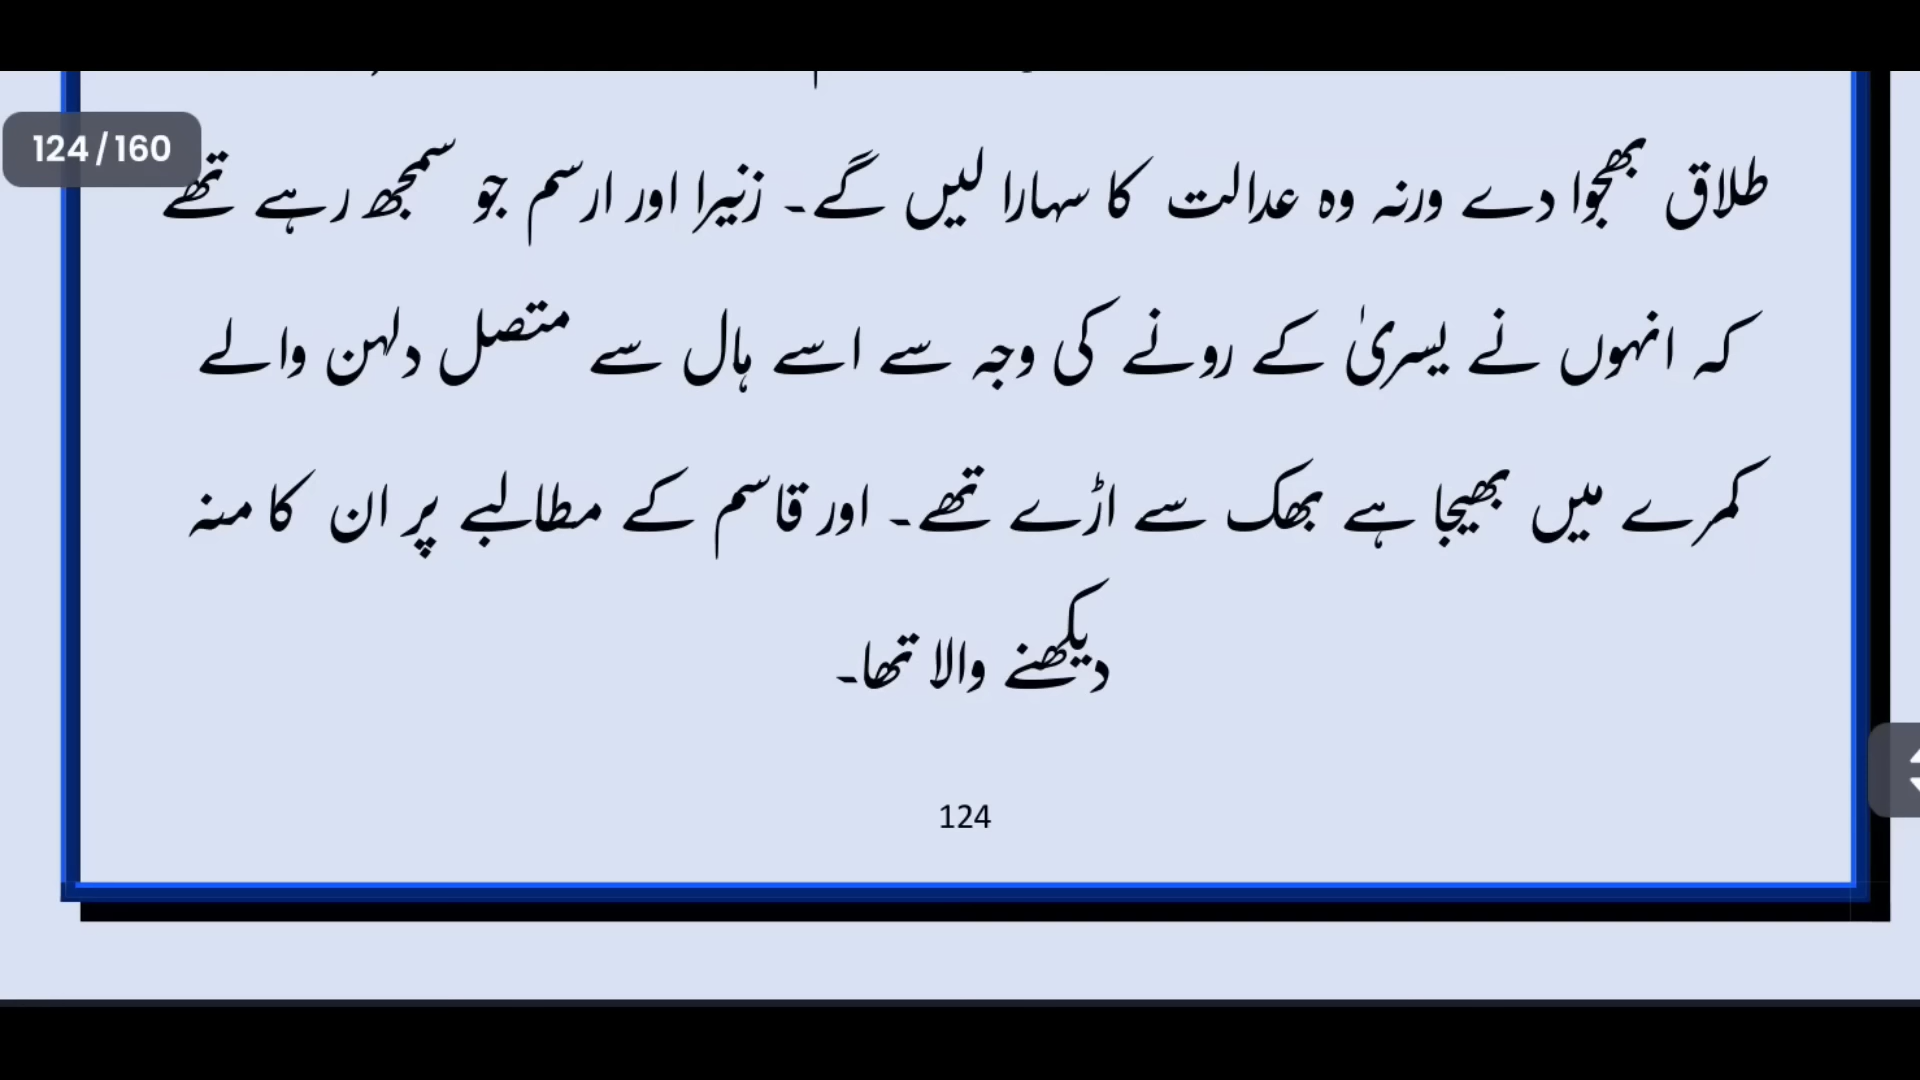 124/160
طلاق بھجوا دے ورنہ وہ عدالت کا سہارا لیں گے۔ زنیرا اور ارسم جو سمجھ رہے تھے
کہ انہوں نے یسریٰ کے رونے کی وجہ سے اسے ہال سے متصل دلہن والے
کمرے میں بھیجا ہے بھک سے اڑے تھے۔ اور قاسم کے مطالبے پر ان کا منہ
دیکھنے والا تھا۔
124